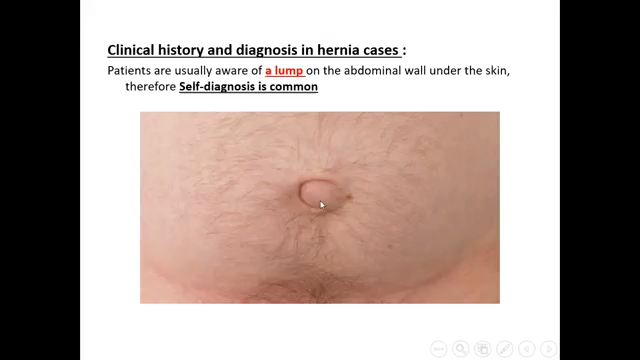 Clinical history and diagnosis in hernia cases :
Patients are usually aware of a lump on the abdominal wall under the skin,
therefore Self-diagnosis is common